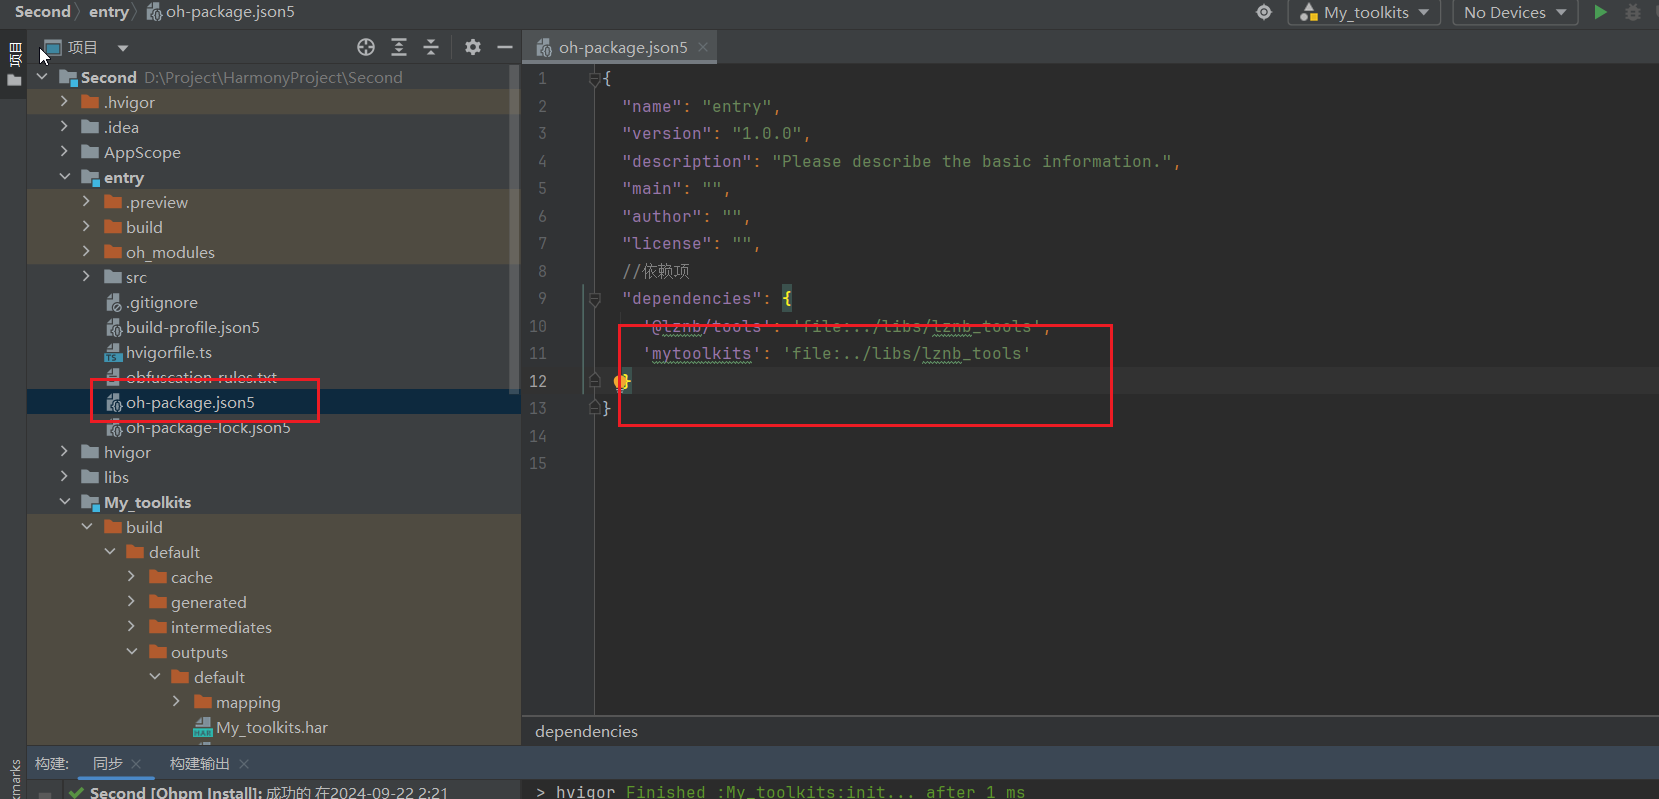 Second entry oh-package.json5
My_toolkits No Devices
项目
项目
Second D:\Project\HarmonyProject\Second
.hvigor
.idea
AppScope
entry
.preview
build
oh_modules
src
.gitignore
build-profile.json5
hvigorfile.ts
obfuscation-rules.txt
oh-package.json5
oh-package-lock.json5
hvigor
libs
My_toolkits
build
default
cache
generated
intermediates
outputs
default
mapping
My_toolkits.har
oh-package.json5
1 {
2 "name": "entry",
3 "version": "1.0.0",
4 "description": "Please describe the basic information.",
5 "main": "",
6 "author": "",
7 "license": "",
8 //依赖项
9 "dependencies": {
10 '@lznb/tools': 'file:../libs/lznb_tools',
11 'mytoolkits': 'file:../libs/lznb_tools'
12 }
13 }
14
15
dependencies
构建: 同步 构建输出
Second [Ohpm Install]: 成功的 在2024-09-22 2:21
> hvigor Finished :My_toolkits:init... after 1 ms